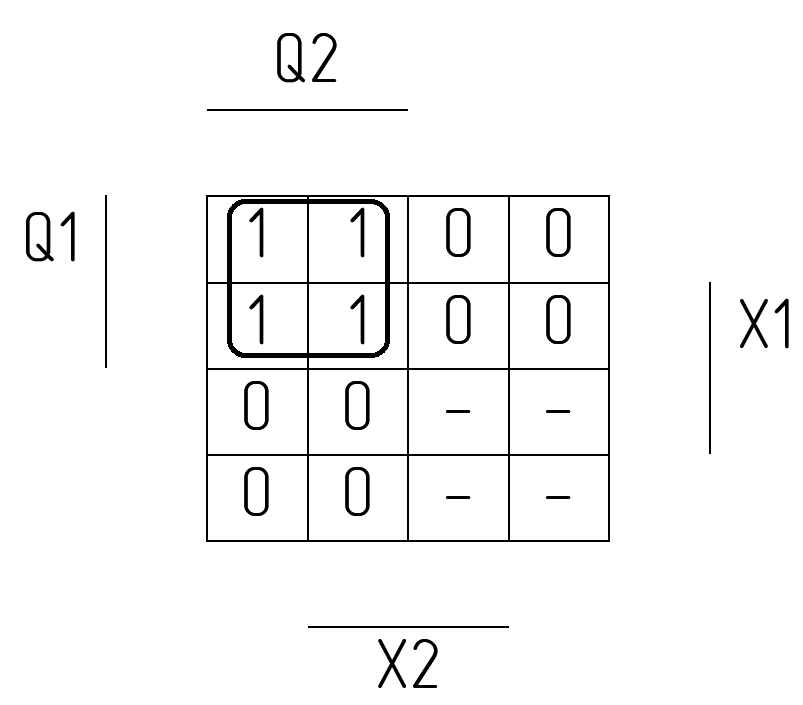 Q2
Q1
1 1 0 0
1 1 0 0
X1
0 0 – –
0 0 – –
X2